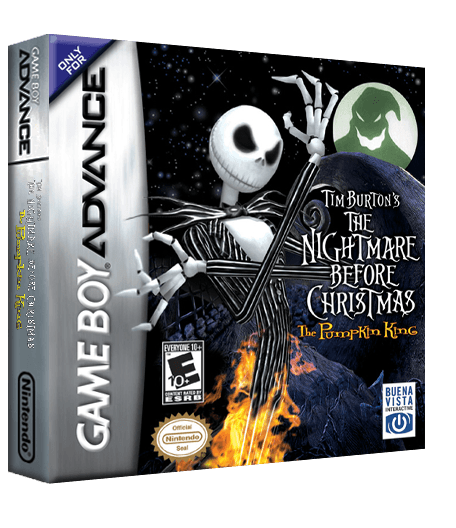 GAME BOY ADVANCE
Nintendo
ONLY
FOR
GAME BOY ADVANCE
TIM BURTON'S
THE
NIGHTMARE
BEFORE
CHRISTMAS
The Pumpkin King
EVERYONE 10+
E
10+
CONTENT RATED BY
ESRB
Official
Nintendo
Seal
BUENA
VISTA
INTERACTIVE